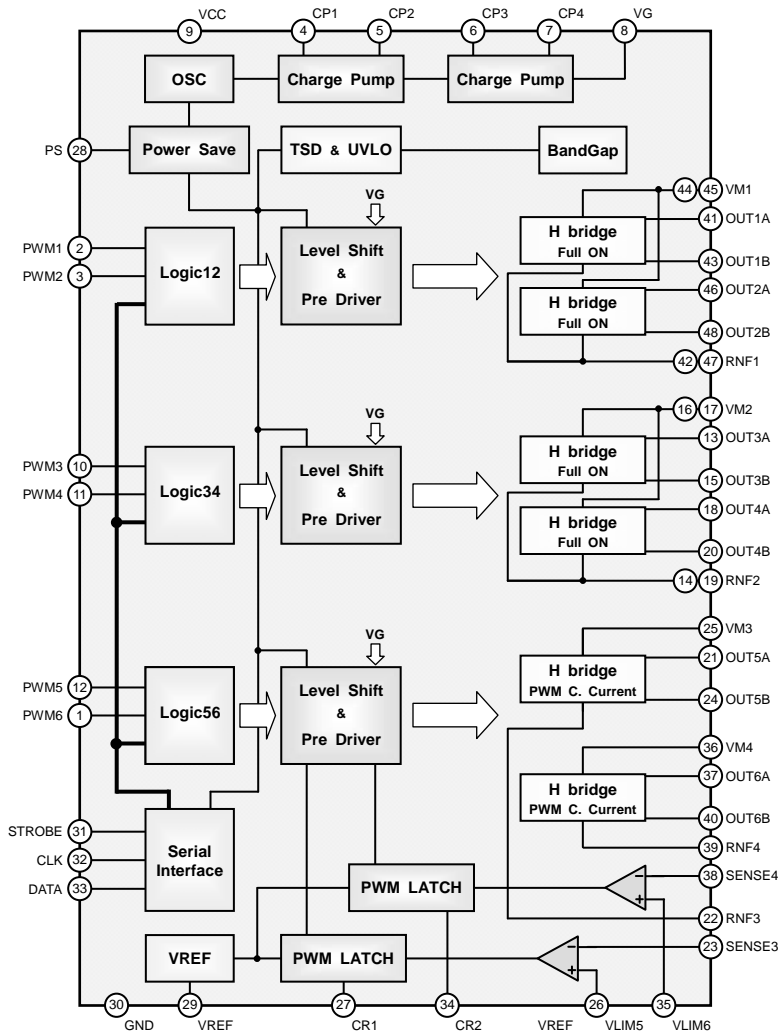 VCC CP1 CP2 CP3 CP4 VG
9 4 5 6 7 8
OSC Charge Pump Charge Pump
PS 28 Power Save TSD & UVLO BandGap
VG
44 45 VM1
41 OUT1A
H bridge
Full ON
PWM1 2
PWM2 3
Logic12
Level Shift
&
Pre Driver
43 OUT1B
46 OUT2A
H bridge
Full ON
48 OUT2B
42 47 RNF1
VG
16 17 VM2
13 OUT3A
H bridge
Full ON
PWM3 10
PWM4 11
Logic34
Level Shift
&
Pre Driver
15 OUT3B
18 OUT4A
H bridge
Full ON
20 OUT4B
14 19 RNF2
VG
25 VM3
21 OUT5A
H bridge
PWM C. Current
PWM5 12
PWM6 1
Logic56
Level Shift
&
Pre Driver
24 OUT5B
36 VM4
37 OUT6A
H bridge
PWM C. Current
40 OUT6B
39 RNF4
STROBE 31
CLK 32
DATA 33
Serial
Interface
PWM LATCH
-
+
38 SENSE4
22 RNF3
23 SENSE3
VREF PWM LATCH
-
+
30 29 27 34 26 35
GND VREF CR1 CR2 VREF VLIM5 VLIM6